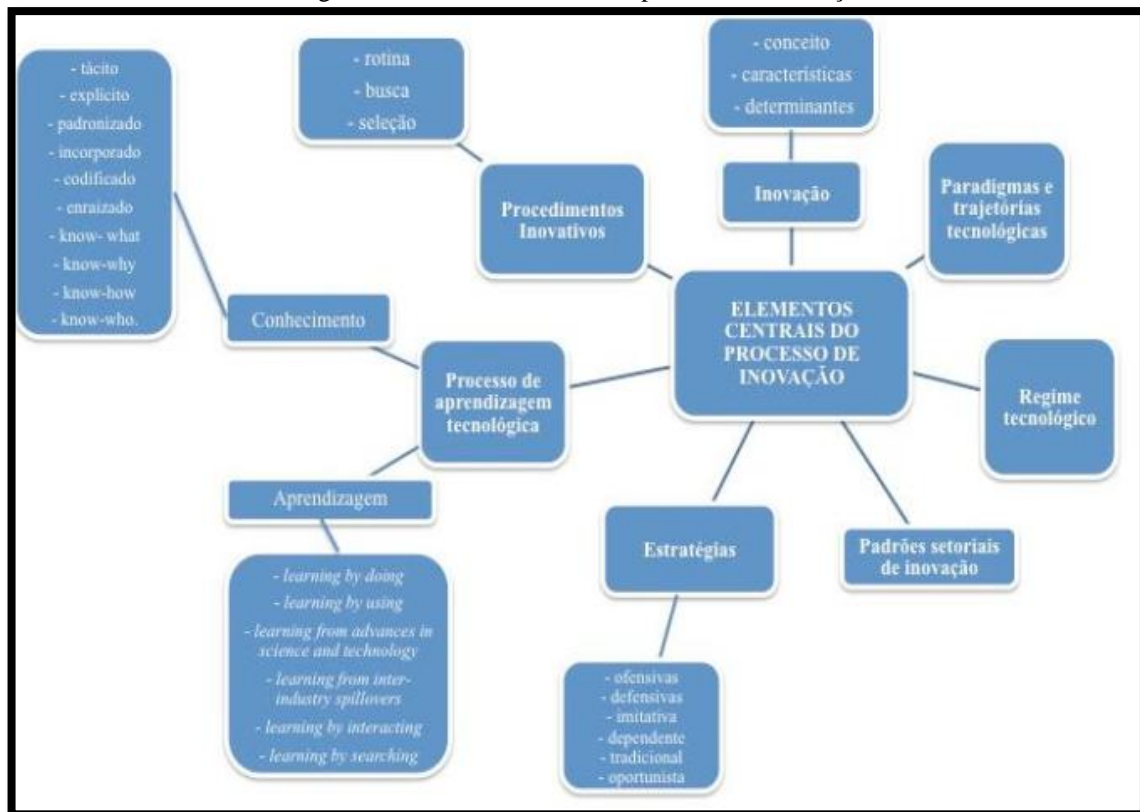 - tácito
- explícito
- padronizado
- incorporado
- codificado
- enraizado
- know- what
- know-why
- know-how
- know-who.
- rotina
- busca
- seleção
- conceito
- características
- determinantes
Procedimentos
Inovativos
Inovação
Paradigmas e
trajetórias
tecnológicas
Conhecimento
ELEMENTOS
CENTRAIS DO
PROCESSO DE
INOVAÇÃO
Processo de
aprendizagem
tecnológica
Regime
tecnológico
Aprendizagem
Estratégias
Padrões setoriais
de inovação
- learning by doing
- learning by using
- learning from advances in
science and technology
- learning from inter-
industry spillovers
- learning by interacting
- learning by searching
- ofensivas
- defensivas
- imitativa
- dependente
- tradicional
- oportunista